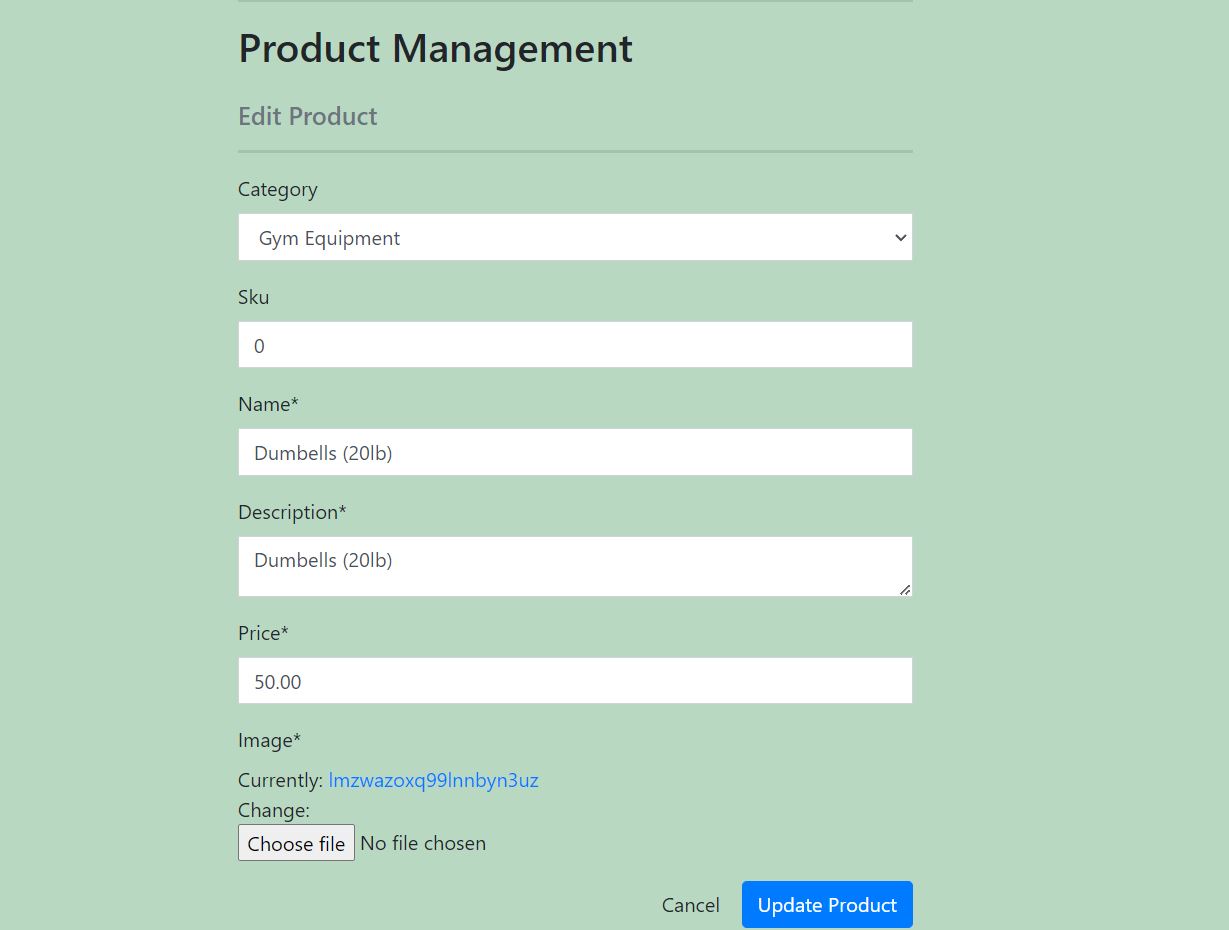 Product Management
Edit Product
Category
Gym Equipment
Sku
0
Name*
Dumbells (20lb)
Description*
Dumbells (20lb)
Price*
50.00
Image*
Currently: lmzwazoxq99lnnbyn3uz
Change:
Choose file No file chosen
Cancel Update Product